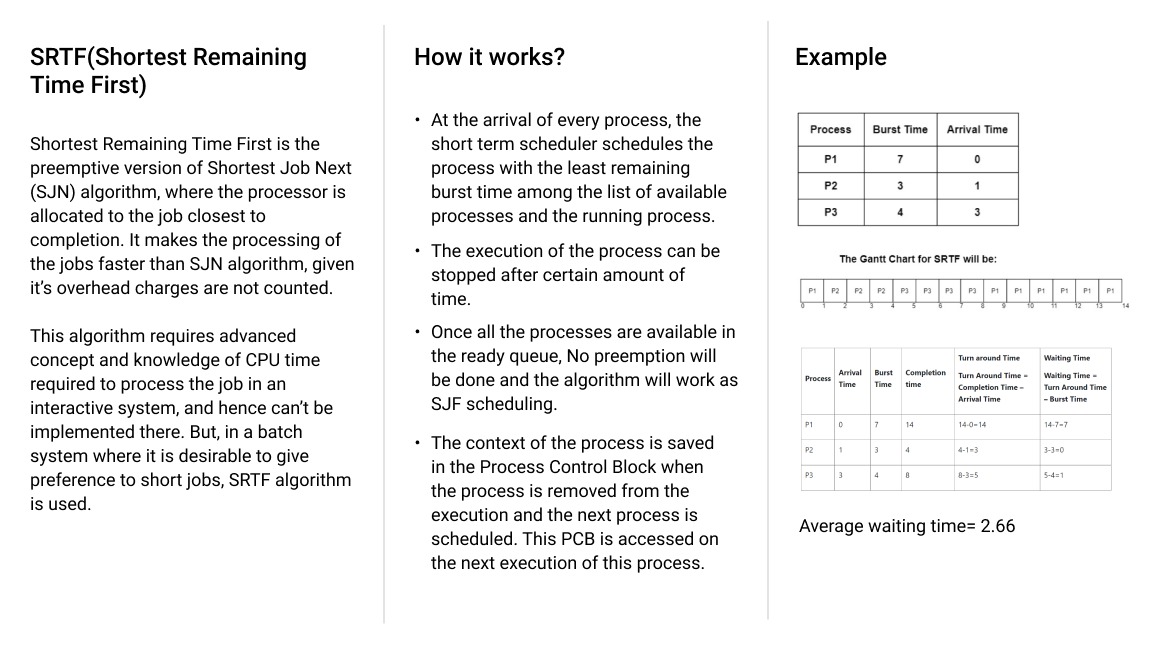 SRTF(Shortest Remaining
Time First)
Shortest Remaining Time First is the
preemptive version of Shortest Job Next
(SJN) algorithm, where the processor is
allocated to the job closest to
completion. It makes the processing of
the jobs faster than SJN algorithm, given
it’s overhead charges are not counted.
This algorithm requires advanced
concept and knowledge of CPU time
required to process the job in an
interactive system, and hence can’t be
implemented there. But, in a batch
system where it is desirable to give
preference to short jobs, SRTF algorithm
is used.
How it works?
• At the arrival of every process, the
short term scheduler schedules the
process with the least remaining
burst time among the list of available
processes and the running process.
• The execution of the process can be
stopped after certain amount of
time.
• Once all the processes are available in
the ready queue, No preemption will
be done and the algorithm will work as
SJF scheduling.
• The context of the process is saved
in the Process Control Block when
the process is removed from the
execution and the next process is
scheduled. This PCB is accessed on
the next execution of this process.
Example
Process Burst Time Arrival Time
P1 7 0
P2 3 1
P3 4 3
The Gantt Chart for SRTF will be:
P1 P2 P2 P2 P3 P3 P3 P3 P1 P1 P1 P1 P1 P1
0 1 2 3 4 5 6 7 8 9 10 11 12 13 14
Process Arrival Time Burst Time Completion time Turn around Time Turn Around Time = Completion Time – Arrival Time Waiting Time Waiting Time = Turn Around Time – Burst Time
P1 0 7 14 14-0=14 14-7=7
P2 1 3 4 4-1=3 3-3=0
P3 3 4 8 8-3=5 5-4=1
Average waiting time= 2.66